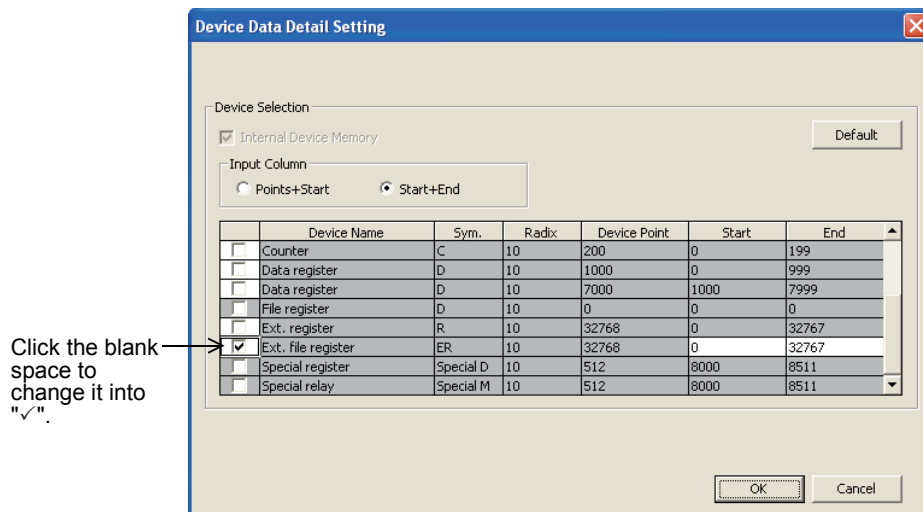 Device Data Detail Setting
Device Selection
Internal Device Memory
Default
Input Column
Points+Start Start+End
Device Name Sym. Radix Device Point Start End
Counter C 10 200 0 199
Data register D 10 1000 0 999
Data register D 10 7000 1000 7999
File register D 10 0 0 0
Ext. register R 10 32768 0 32767
Ext. file register ER 10 32768 0 32767
Special register Special D 10 512 8000 8511
Special relay Special M 10 512 8000 8511
Click the blank
space to
change it into
"✓".
OK Cancel